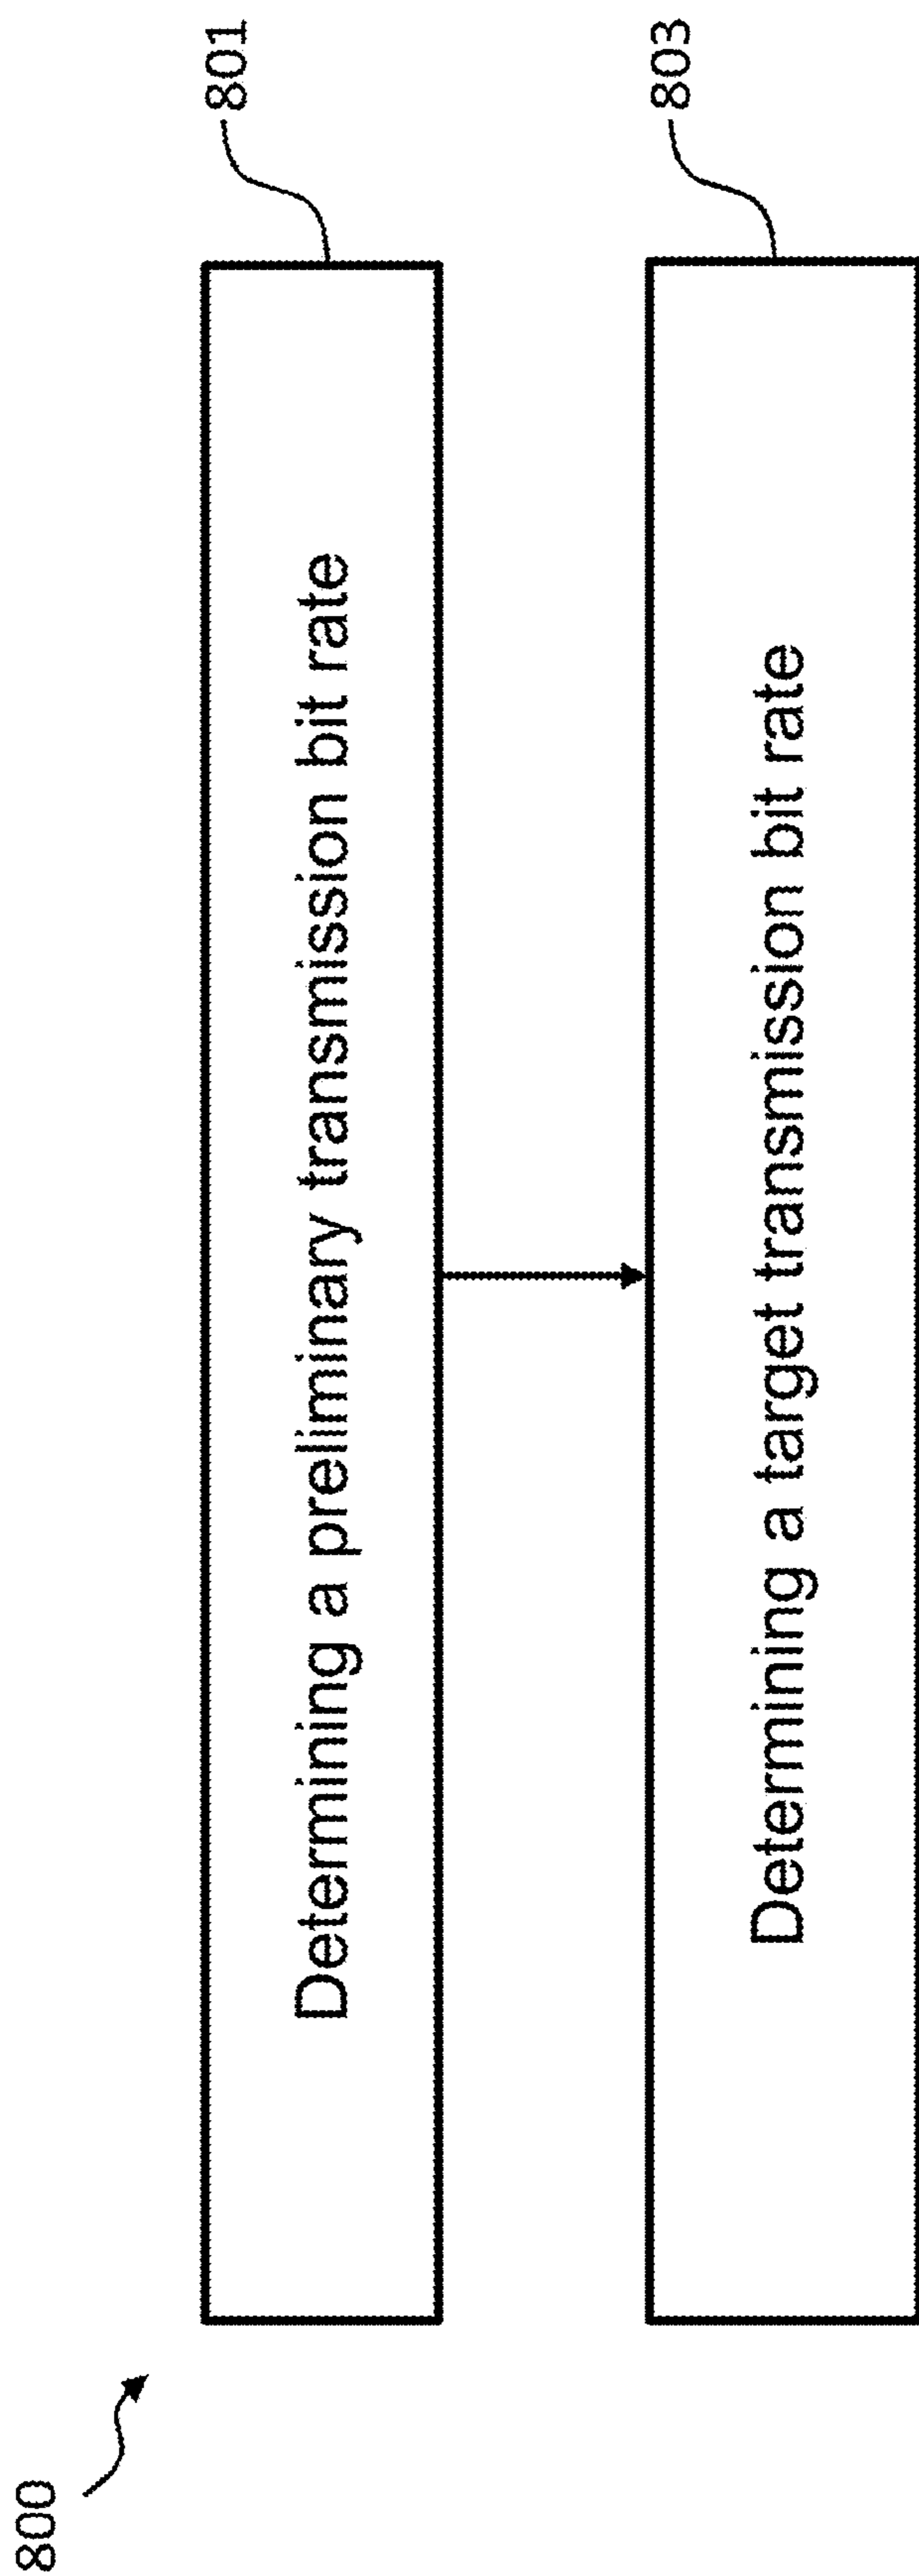 800
Determining a preliminary transmission bit rate
801
Determining a target transmission bit rate
803